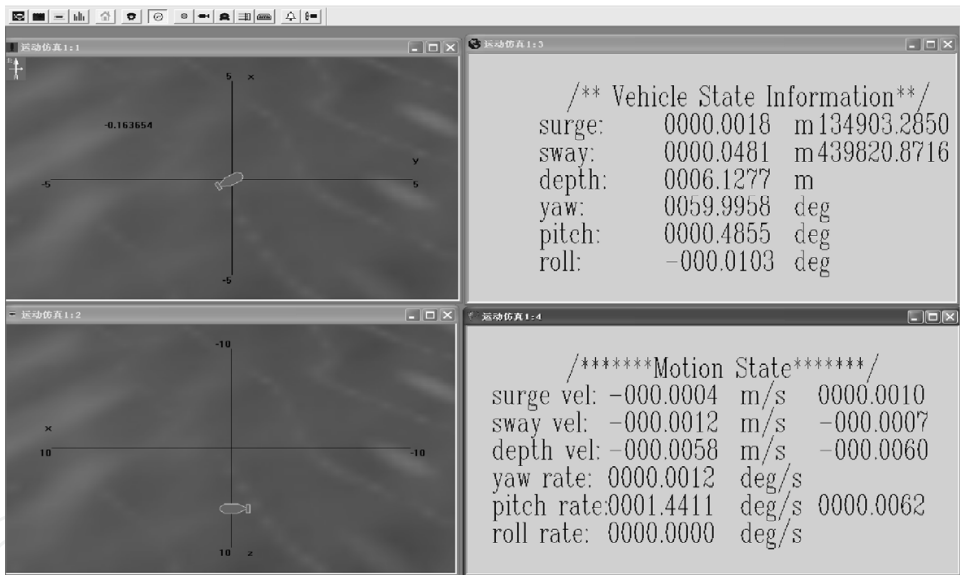 运动仿真1:1
5 x
-0.163654
y
-5 5
-5
运动仿真1:3
/** Vehicle State Information**/
surge: 0000.0018 m134903.2850
sway: 0000.0481 m439820.8716
depth: 0006.1277 m
yaw: 0059.9958 deg
pitch: 0000.4855 deg
roll: -000.0103 deg
运动仿真1:2
-10
x
10 -10
10 z
运动仿真1:4
/*******Motion State*******/
surge vel: -000.0004 m/s 0000.0010
sway vel: -000.0012 m/s -000.0007
depth vel: -000.0058 m/s -000.0060
yaw rate: 0000.0012 deg/s
pitch rate:0001.4411 deg/s 0000.0062
roll rate: 0000.0000 deg/s